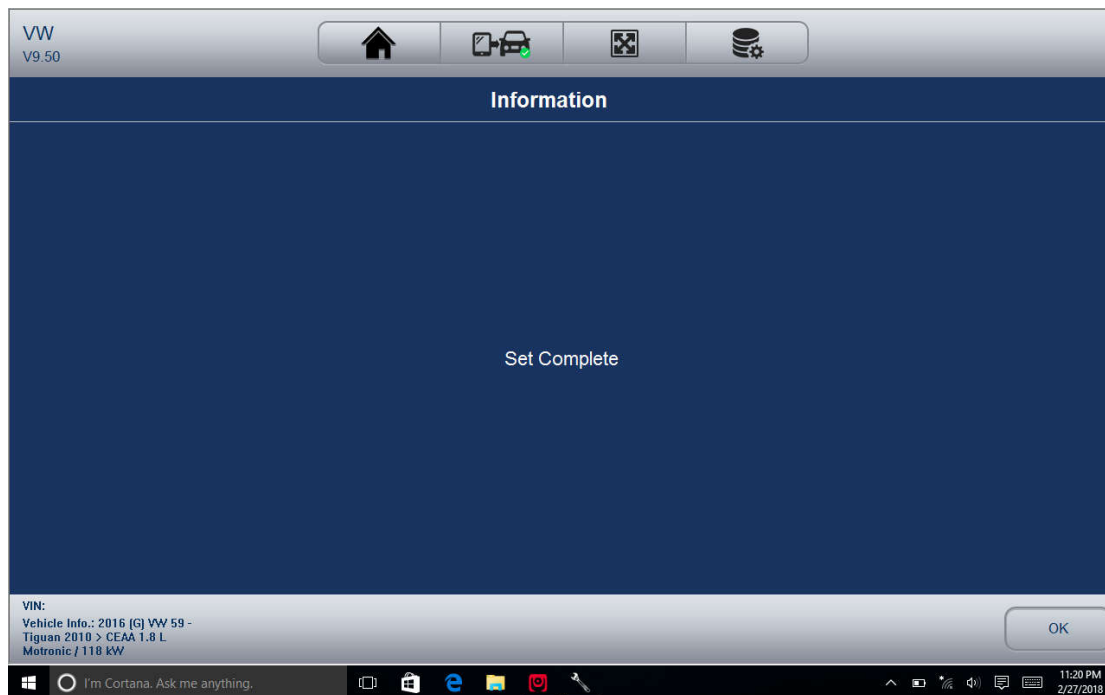 VW
V9.50
Information
Set Complete
VIN:
Vehicle Info.: 2016 (G) VW 59 -
Tiguan 2010 > CEAA 1.8 L
Motronic / 118 kW
OK
I'm Cortana. Ask me anything.
11:20 PM
2/27/2018